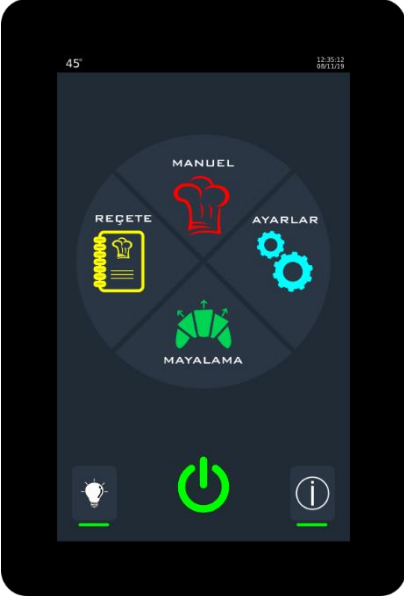 45°
12:35:12
08/11/19
MANUEL
REÇETE
AYARLAR
MAYALAMA